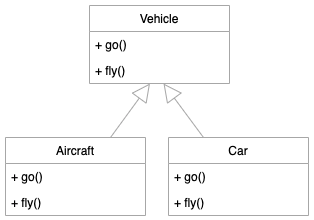 Vehicle
+ go()
+ fly()
Aircraft
+ go()
+ fly()
Car
+ go()
+ fly()